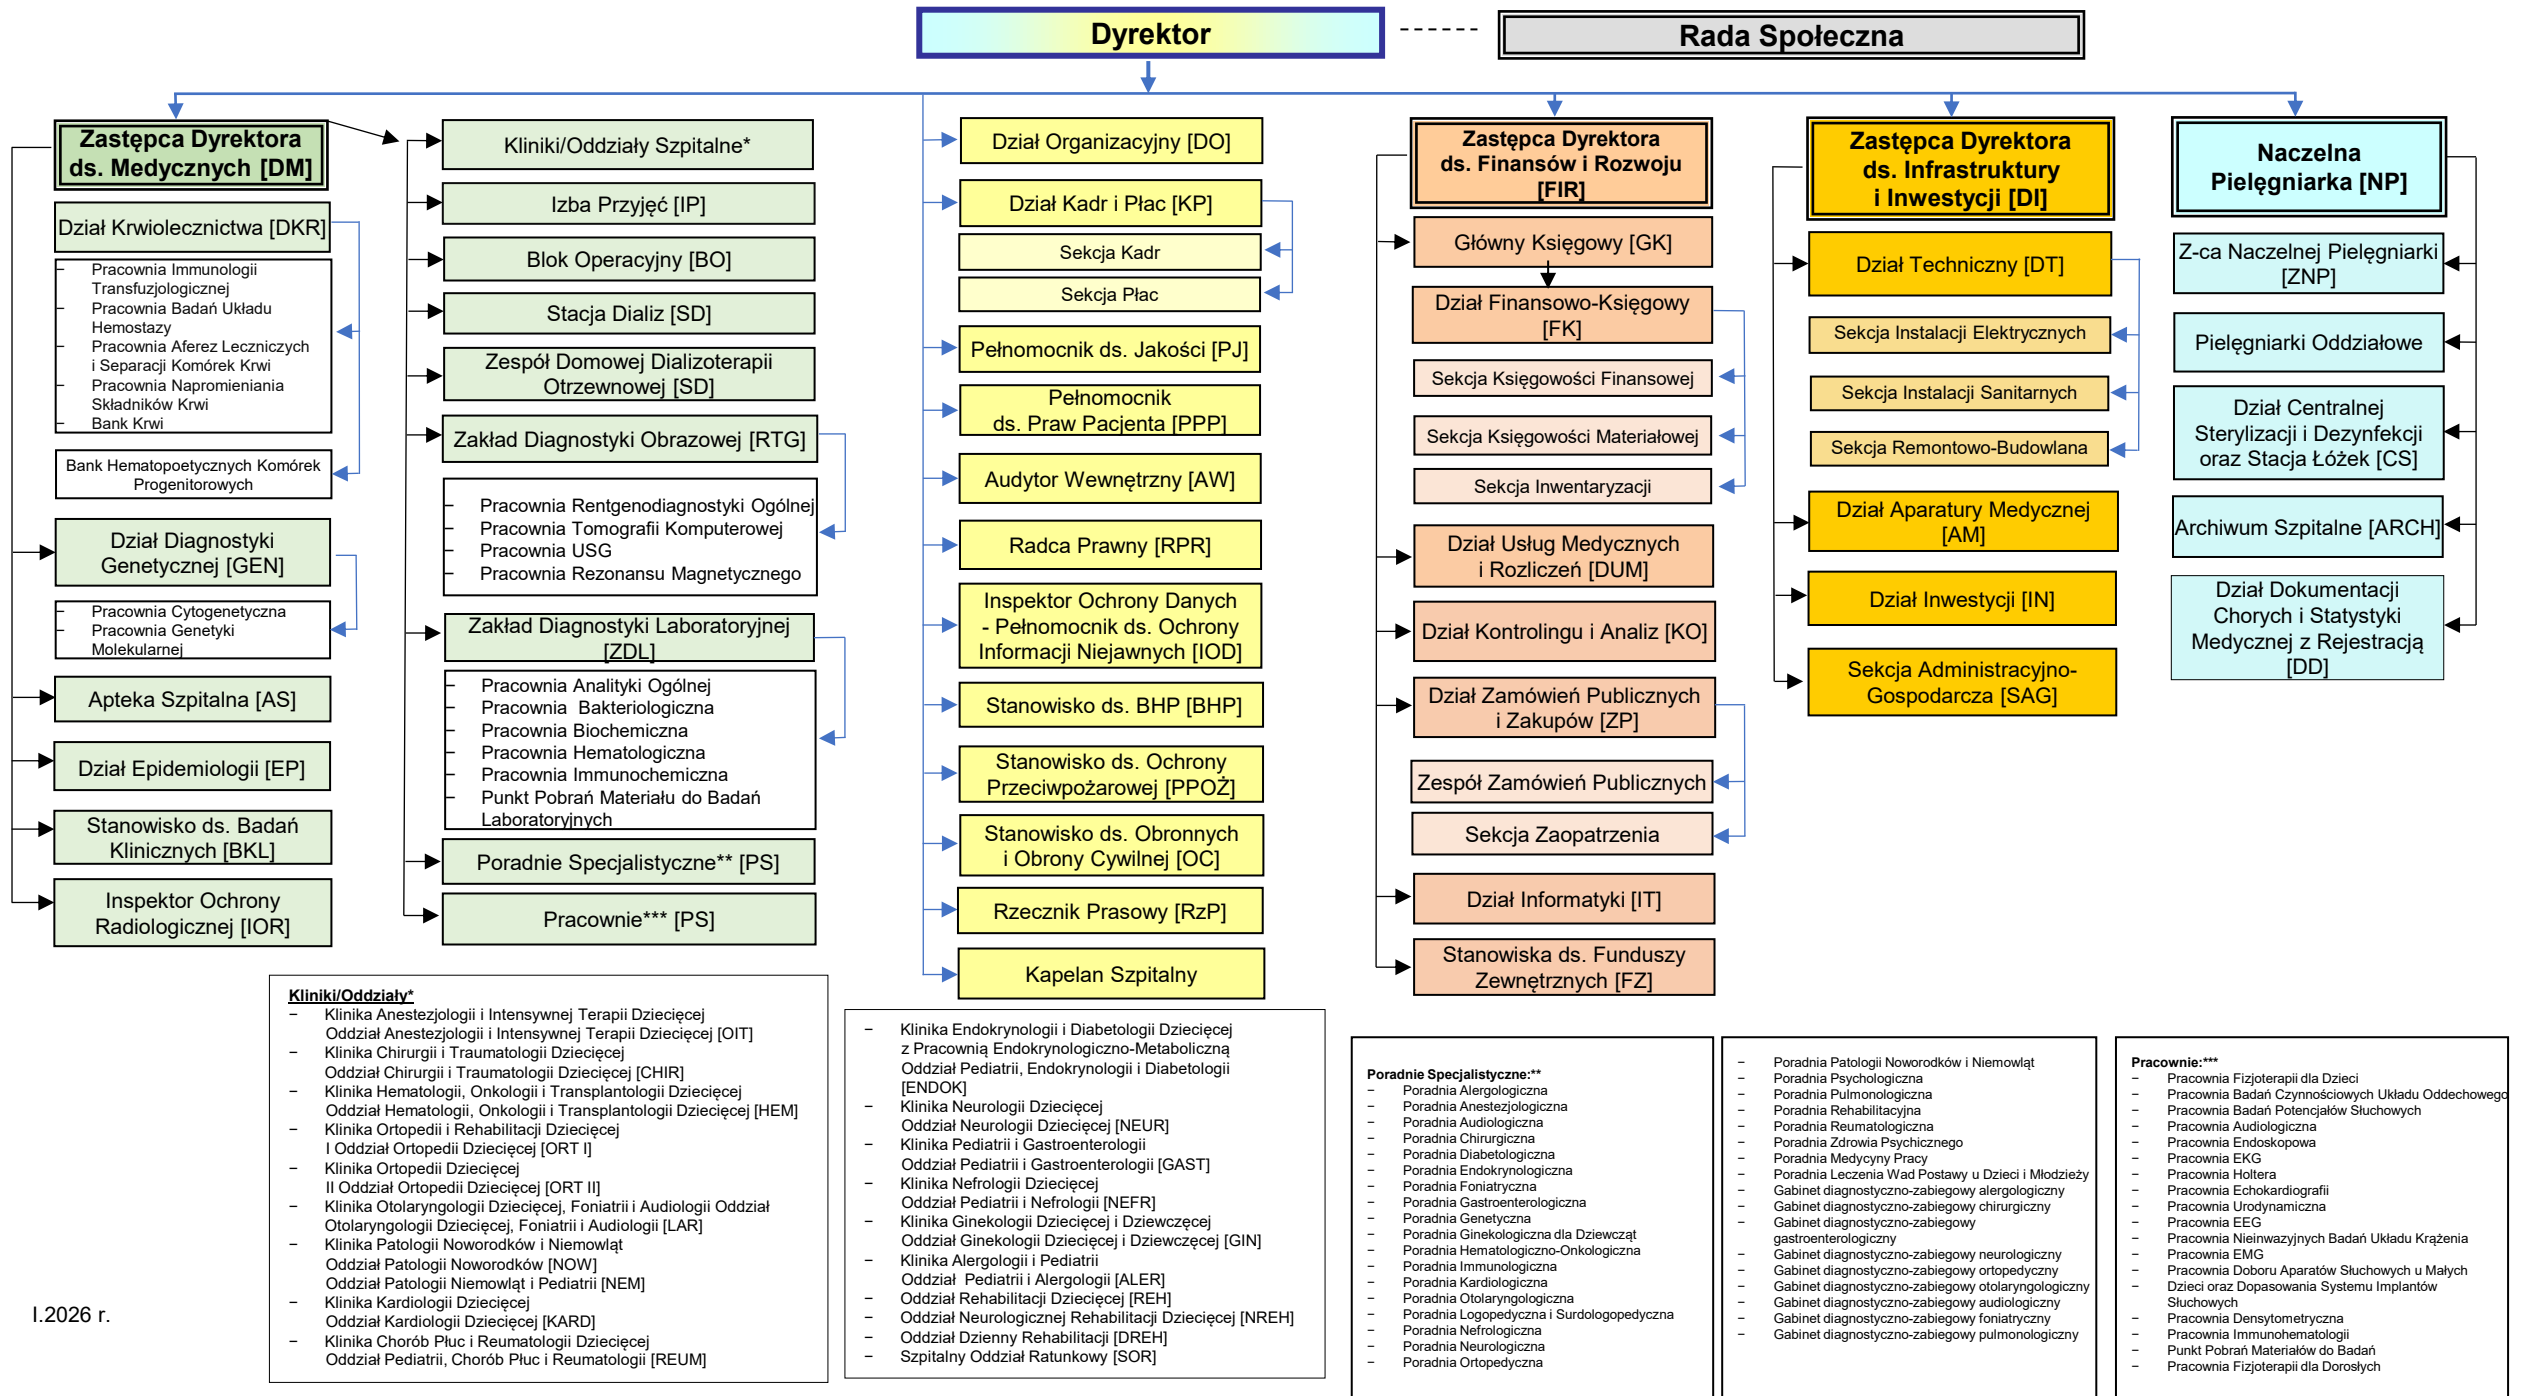 Dyrektor
Rada Społeczna
Zastępca Dyrektora
ds. Medycznych [DM]
Dział Krwiolecznictwa [DKR]
– Pracownia Immunologii
Transfuzjologicznej
– Pracownia Badań Układu
Hemostazy
– Pracownia Aferez Leczniczych
i Separacji Komórek Krwi
– Pracownia Napromieniania
Składników Krwi
– Bank Krwi
Bank Hematopoetycznych Komórek
Progenitorowych
Dział Diagnostyki
Genetycznej [GEN]
– Pracownia Cytogenetyczna
– Pracownia Genetyki
Molekularnej
Apteka Szpitalna [AS]
Dział Epidemiologii [EP]
Stanowisko ds. Badań
Klinicznych [BKL]
Inspektor Ochrony
Radiologicznej [IOR]
Kliniki/Oddziały Szpitalne*
Izba Przyjęć [IP]
Blok Operacyjny [BO]
Stacja Dializ [SD]
Zespół Domowej Dializoterapii
Otrzewnowej [SD]
Zakład Diagnostyki Obrazowej [RTG]
– Pracownia Rentgenodiagnostyki Ogólnej
– Pracownia Tomografii Komputerowej
– Pracownia USG
– Pracownia Rezonansu Magnetycznego
Zakład Diagnostyki Laboratoryjnej
[ZDL]
– Pracownia Analityki Ogólnej
– Pracownia Bakteriologiczna
– Pracownia Biochemiczna
– Pracownia Hematologiczna
– Pracownia Immunochemiczna
– Punkt Pobrań Materiału do Badań
Laboratoryjnych
Poradnie Specjalistyczne** [PS]
Pracownie*** [PS]
Dział Organizacyjny [DO]
Dział Kadr i Płac [KP]
Sekcja Kadr
Sekcja Płac
Pełnomocnik ds. Jakości [PJ]
Pełnomocnik
ds. Praw Pacjenta [PPP]
Audytor Wewnętrzny [AW]
Radca Prawny [RPR]
Inspektor Ochrony Danych
- Pełnomocnik ds. Ochrony
Informacji Niejawnych [IOD]
Stanowisko ds. BHP [BHP]
Stanowisko ds. Ochrony
Przeciwpożarowej [PPOŻ]
Stanowisko ds. Obronnych
i Obrony Cywilnej [OC]
Rzecznik Prasowy [RzP]
Kapelan Szpitalny
Zastępca Dyrektora
ds. Finansów i Rozwoju
[FIR]
Główny Księgowy [GK]
Dział Finansowo-Księgowy
[FK]
Sekcja Księgowości Finansowej
Sekcja Księgowości Materiałowej
Sekcja Inwentaryzacji
Dział Usług Medycznych
i Rozliczeń [DUM]
Dział Kontrolingu i Analiz [KO]
Dział Zamówień Publicznych
i Zakupów [ZP]
Zespół Zamówień Publicznych
Sekcja Zaopatrzenia
Dział Informatyki [IT]
Stanowiska ds. Funduszy
Zewnętrznych [FZ]
Zastępca Dyrektora
ds. Infrastruktury
i Inwestycji [DI]
Dział Techniczny [DT]
Sekcja Instalacji Elektrycznych
Sekcja Instalacji Sanitarnych
Sekcja Remontowo-Budowlana
Dział Aparatury Medycznej
[AM]
Dział Inwestycji [IN]
Sekcja Administracyjno-
Gospodarcza [SAG]
Naczelna
Pielęgniarka [NP]
Z-ca Naczelnej Pielęgniarki
[ZNP]
Pielęgniarki Oddziałowe
Dział Centralnej
Sterylizacji i Dezynfekcji
oraz Stacja Łóżek [CS]
Archiwum Szpitalne [ARCH]
Dział Dokumentacji
Chorych i Statystyki
Medycznej z Rejestracją
[DD]
Kliniki/Oddziały*
– Klinika Anestezjologii i Intensywnej Terapii Dziecięcej
Oddział Anestezjologii i Intensywnej Terapii Dziecięcej [OIT]
– Klinika Chirurgii i Traumatologii Dziecięcej
Oddział Chirurgii i Traumatologii Dziecięcej [CHIR]
– Klinika Hematologii, Onkologii i Transplantologii Dziecięcej
Oddział Hematologii, Onkologii i Transplantologii Dziecięcej [HEM]
– Klinika Ortopedii i Rehabilitacji Dziecięcej
I Oddział Ortopedii Dziecięcej [ORT I]
– Klinika Ortopedii Dziecięcej
II Oddział Ortopedii Dziecięcej [ORT II]
– Klinika Otolaryngologii Dziecięcej, Foniatrii i Audiologii Oddział
Otolaryngologii Dziecięcej, Foniatrii i Audiologii [LAR]
– Klinika Patologii Noworodków i Niemowląt
Oddział Patologii Noworodków [NOW]
Oddział Patologii Niemowląt i Pediatrii [NEM]
– Klinika Kardiologii Dziecięcej
Oddział Kardiologii Dziecięcej [KARD]
– Klinika Chorób Płuc i Reumatologii Dziecięcej
Oddział Pediatrii, Chorób Płuc i Reumatologii [REUM]
– Klinika Endokrynologii i Diabetologii Dziecięcej
z Pracownią Endokrynologiczno-Metaboliczną
Oddział Pediatrii, Endokrynologii i Diabetologii
[ENDOK]
– Klinika Neurologii Dziecięcej
Oddział Neurologii Dziecięcej [NEUR]
– Klinika Pediatrii i Gastroenterologii
Oddział Pediatrii i Gastroenterologii [GAST]
– Klinika Nefrologii Dziecięcej
Oddział Pediatrii i Nefrologii [NEFR]
– Klinika Ginekologii Dziecięcej i Dziewczęcej
Oddział Ginekologii Dziecięcej i Dziewczęcej [GIN]
– Klinika Alergologii i Pediatrii
Oddział Pediatrii i Alergologii [ALER]
– Oddział Rehabilitacji Dziecięcej [REH]
– Oddział Neurologicznej Rehabilitacji Dziecięcej [NREH]
– Oddział Dzienny Rehabilitacji [DREH]
– Szpitalny Oddział Ratunkowy [SOR]
Poradnie Specjalistyczne:**
– Poradnia Alergologiczna
– Poradnia Anestezjologiczna
– Poradnia Audiologiczna
– Poradnia Chirurgiczna
– Poradnia Diabetologiczna
– Poradnia Endokrynologiczna
– Poradnia Foniatryczna
– Poradnia Gastroenterologiczna
– Poradnia Genetyczna
– Poradnia Ginekologiczna dla Dziewcząt
– Poradnia Hematologiczno-Onkologiczna
– Poradnia Immunologiczna
– Poradnia Kardiologiczna
– Poradnia Otolaryngologiczna
– Poradnia Logopedyczna i Surdologopedyczna
– Poradnia Nefrologiczna
– Poradnia Neurologiczna
– Poradnia Ortopedyczna
– Poradnia Patologii Noworodków i Niemowląt
– Poradnia Psychologiczna
– Poradnia Pulmonologiczna
– Poradnia Rehabilitacyjna
– Poradnia Reumatologiczna
– Poradnia Zdrowia Psychicznego
– Poradnia Medycyny Pracy
– Poradnia Leczenia Wad Postawy u Dzieci i Młodzieży
– Gabinet diagnostyczno-zabiegowy alergologiczny
– Gabinet diagnostyczno-zabiegowy chirurgiczny
– Gabinet diagnostyczno-zabiegowy
gastroenterologiczny
– Gabinet diagnostyczno-zabiegowy neurologiczny
– Gabinet diagnostyczno-zabiegowy ortopedyczny
– Gabinet diagnostyczno-zabiegowy otolaryngologiczny
– Gabinet diagnostyczno-zabiegowy audiologiczny
– Gabinet diagnostyczno-zabiegowy foniatryczny
– Gabinet diagnostyczno-zabiegowy pulmonologiczny
Pracownie:***
– Pracownia Fizjoterapii dla Dzieci
– Pracownia Badań Czynnościowych Układu Oddechowego
– Pracownia Badań Potencjałów Słuchowych
– Pracownia Audiologiczna
– Pracownia Endoskopowa
– Pracownia EKG
– Pracownia Holtera
– Pracownia Echokardiografii
– Pracownia Urodynamiczna
– Pracownia EEG
– Pracownia Nieinwazyjnych Badań Układu Krążenia
– Pracownia EMG
– Pracownia Doboru Aparatów Słuchowych u Małych
– Dzieci oraz Dopasowania Systemu Implantów
Słuchowych
– Pracownia Densytometryczna
– Pracownia Immunohematologii
– Punkt Pobrań Materiałów do Badań
– Pracownia Fizjoterapii dla Dorosłych
I.2026 r.